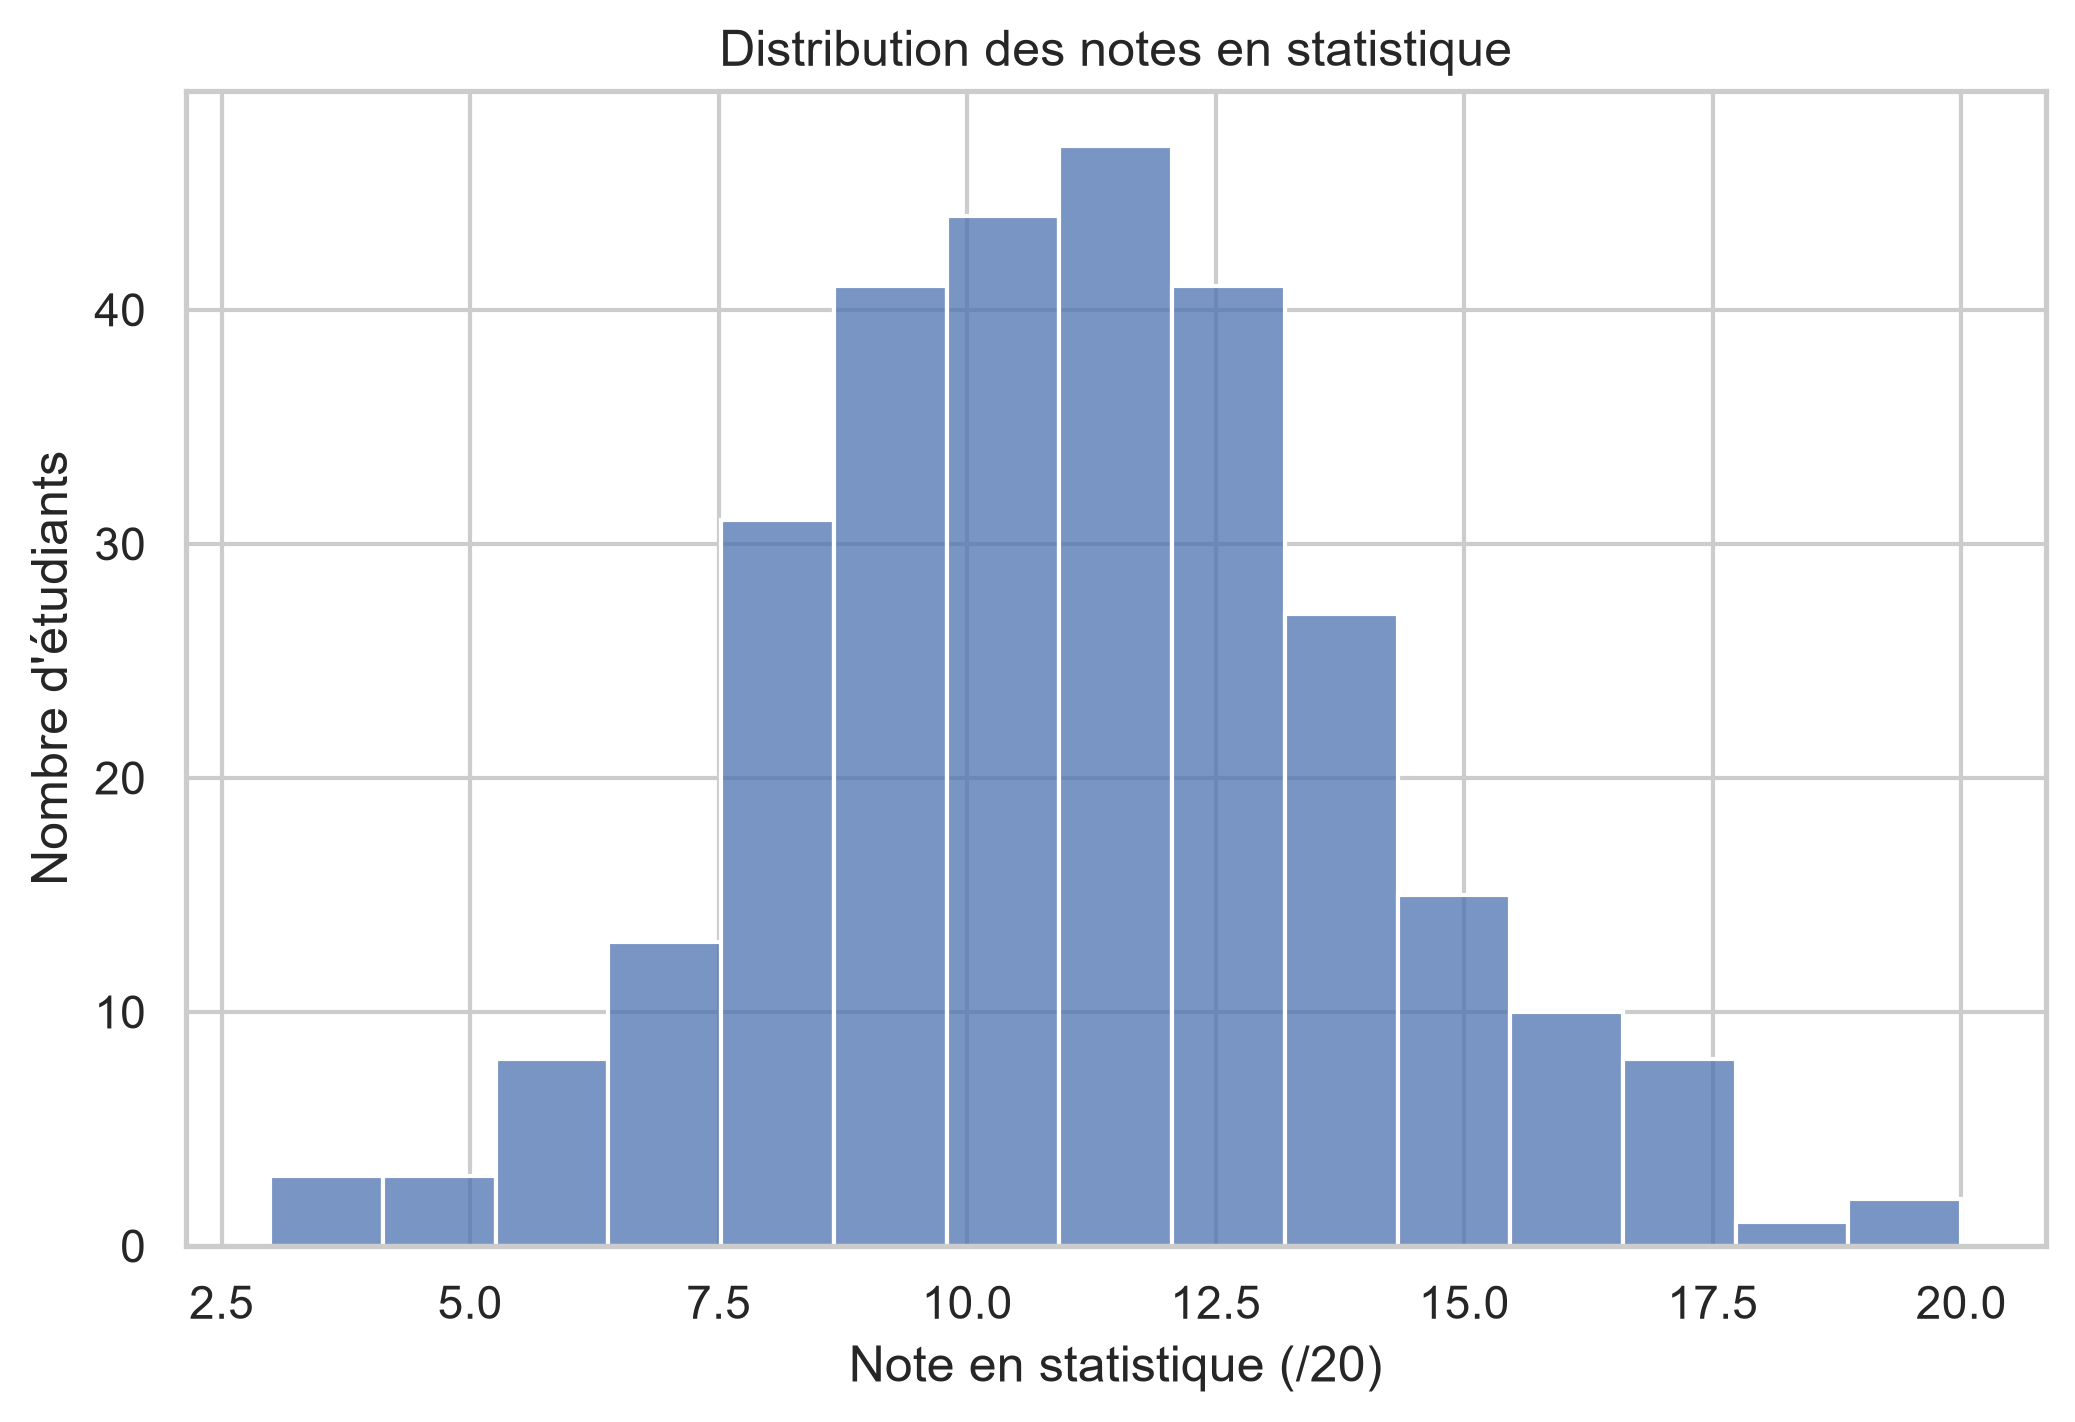 Distribution des notes en statistique
Nombre d'étudiants
40
30
20
10
0
2.5 5.0 7.5 10.0 12.5 15.0 17.5 20.0
Note en statistique (/20)